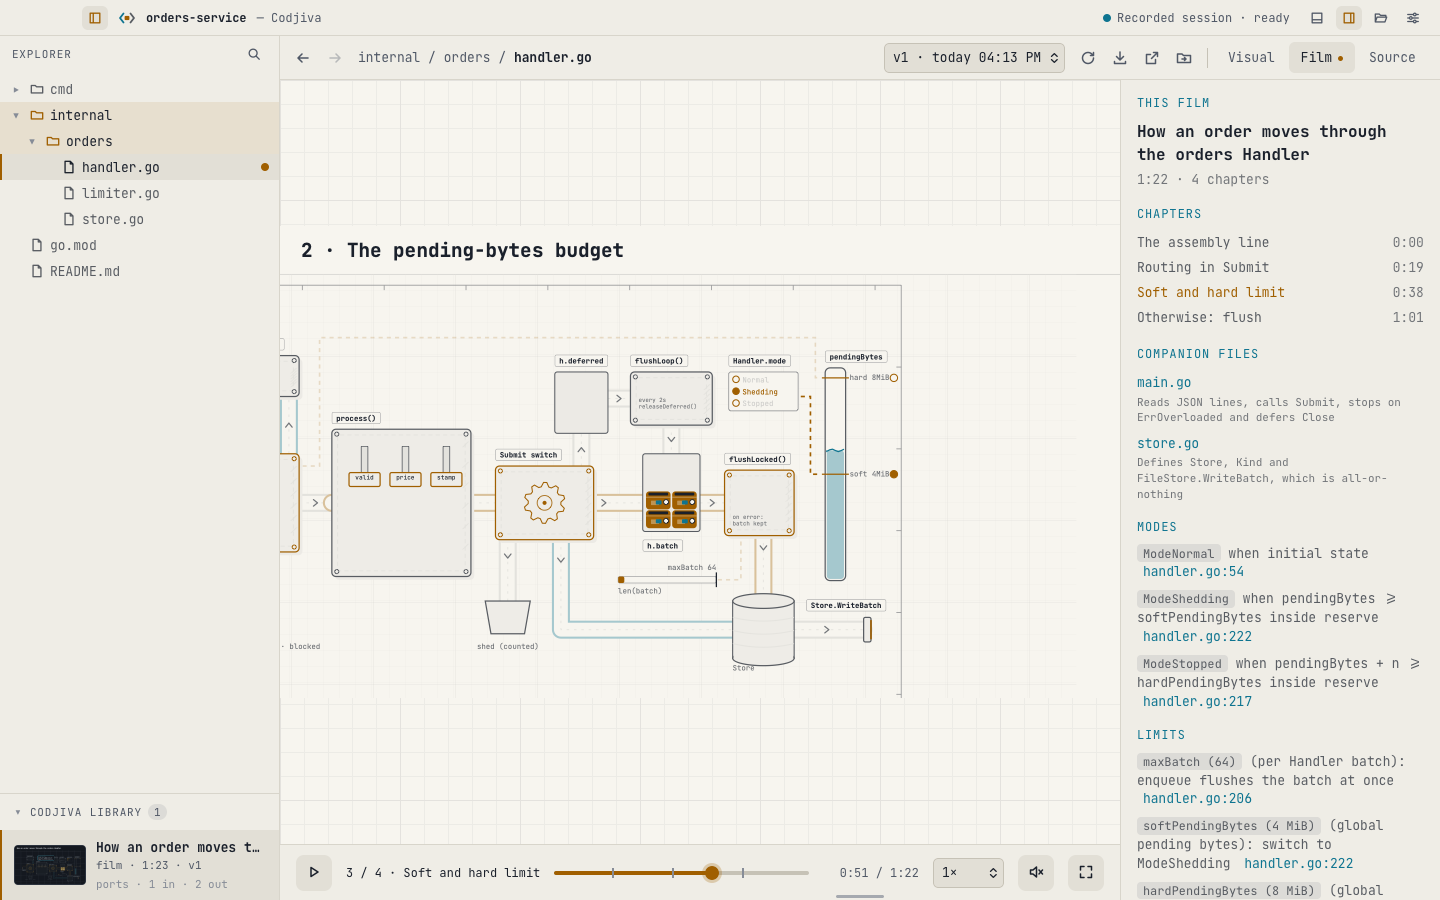 orders-service — Codjiva
Recorded session · ready
EXPLORER
cmd
internal
orders
handler.go
limiter.go
store.go
go.mod
README.md
CODJIVA LIBRARY 1
How an order moves t…
film · 1:23 · v1
ports · 1 in · 2 out
internal / orders / handler.go
v1 · today 04:13 PM
Visual
Film
Source
2 · The pending-bytes budget
h.deferred
flushLoop()
Handler.mode
pendingBytes
Normal
Shedding
Stopped
hard 8MiB
every 2s
releaseDeferred()
process()
valid
price
stamp
Submit switch
flushLocked()
soft 4MiB
on error:
batch kept
h.batch
maxBatch 64
len(batch)
Store.WriteBatch
· blocked
shed (counted)
Store
3 / 4 · Soft and hard limit
0:51 / 1:22
1×
THIS FILM
How an order moves through
the orders Handler
1:22 · 4 chapters
CHAPTERS
The assembly line 0:00
Routing in Submit 0:19
Soft and hard limit 0:38
Otherwise: flush 1:01
COMPANION FILES
main.go
Reads JSON lines, calls Submit, stops on
ErrOverloaded and defers Close
store.go
Defines Store, Kind and
FileStore.WriteBatch, which is all-or-
nothing
MODES
ModeNormal when initial state
handler.go:54
ModeShedding when pendingBytes ≥
softPendingBytes inside reserve
handler.go:222
ModeStopped when pendingBytes + n ≥
hardPendingBytes inside reserve
handler.go:217
LIMITS
maxBatch (64) (per Handler batch):
enqueue flushes the batch at once
handler.go:206
softPendingBytes (4 MiB) (global
pending bytes): switch to
ModeShedding handler.go:222
hardPendingBytes (8 MiB) (global